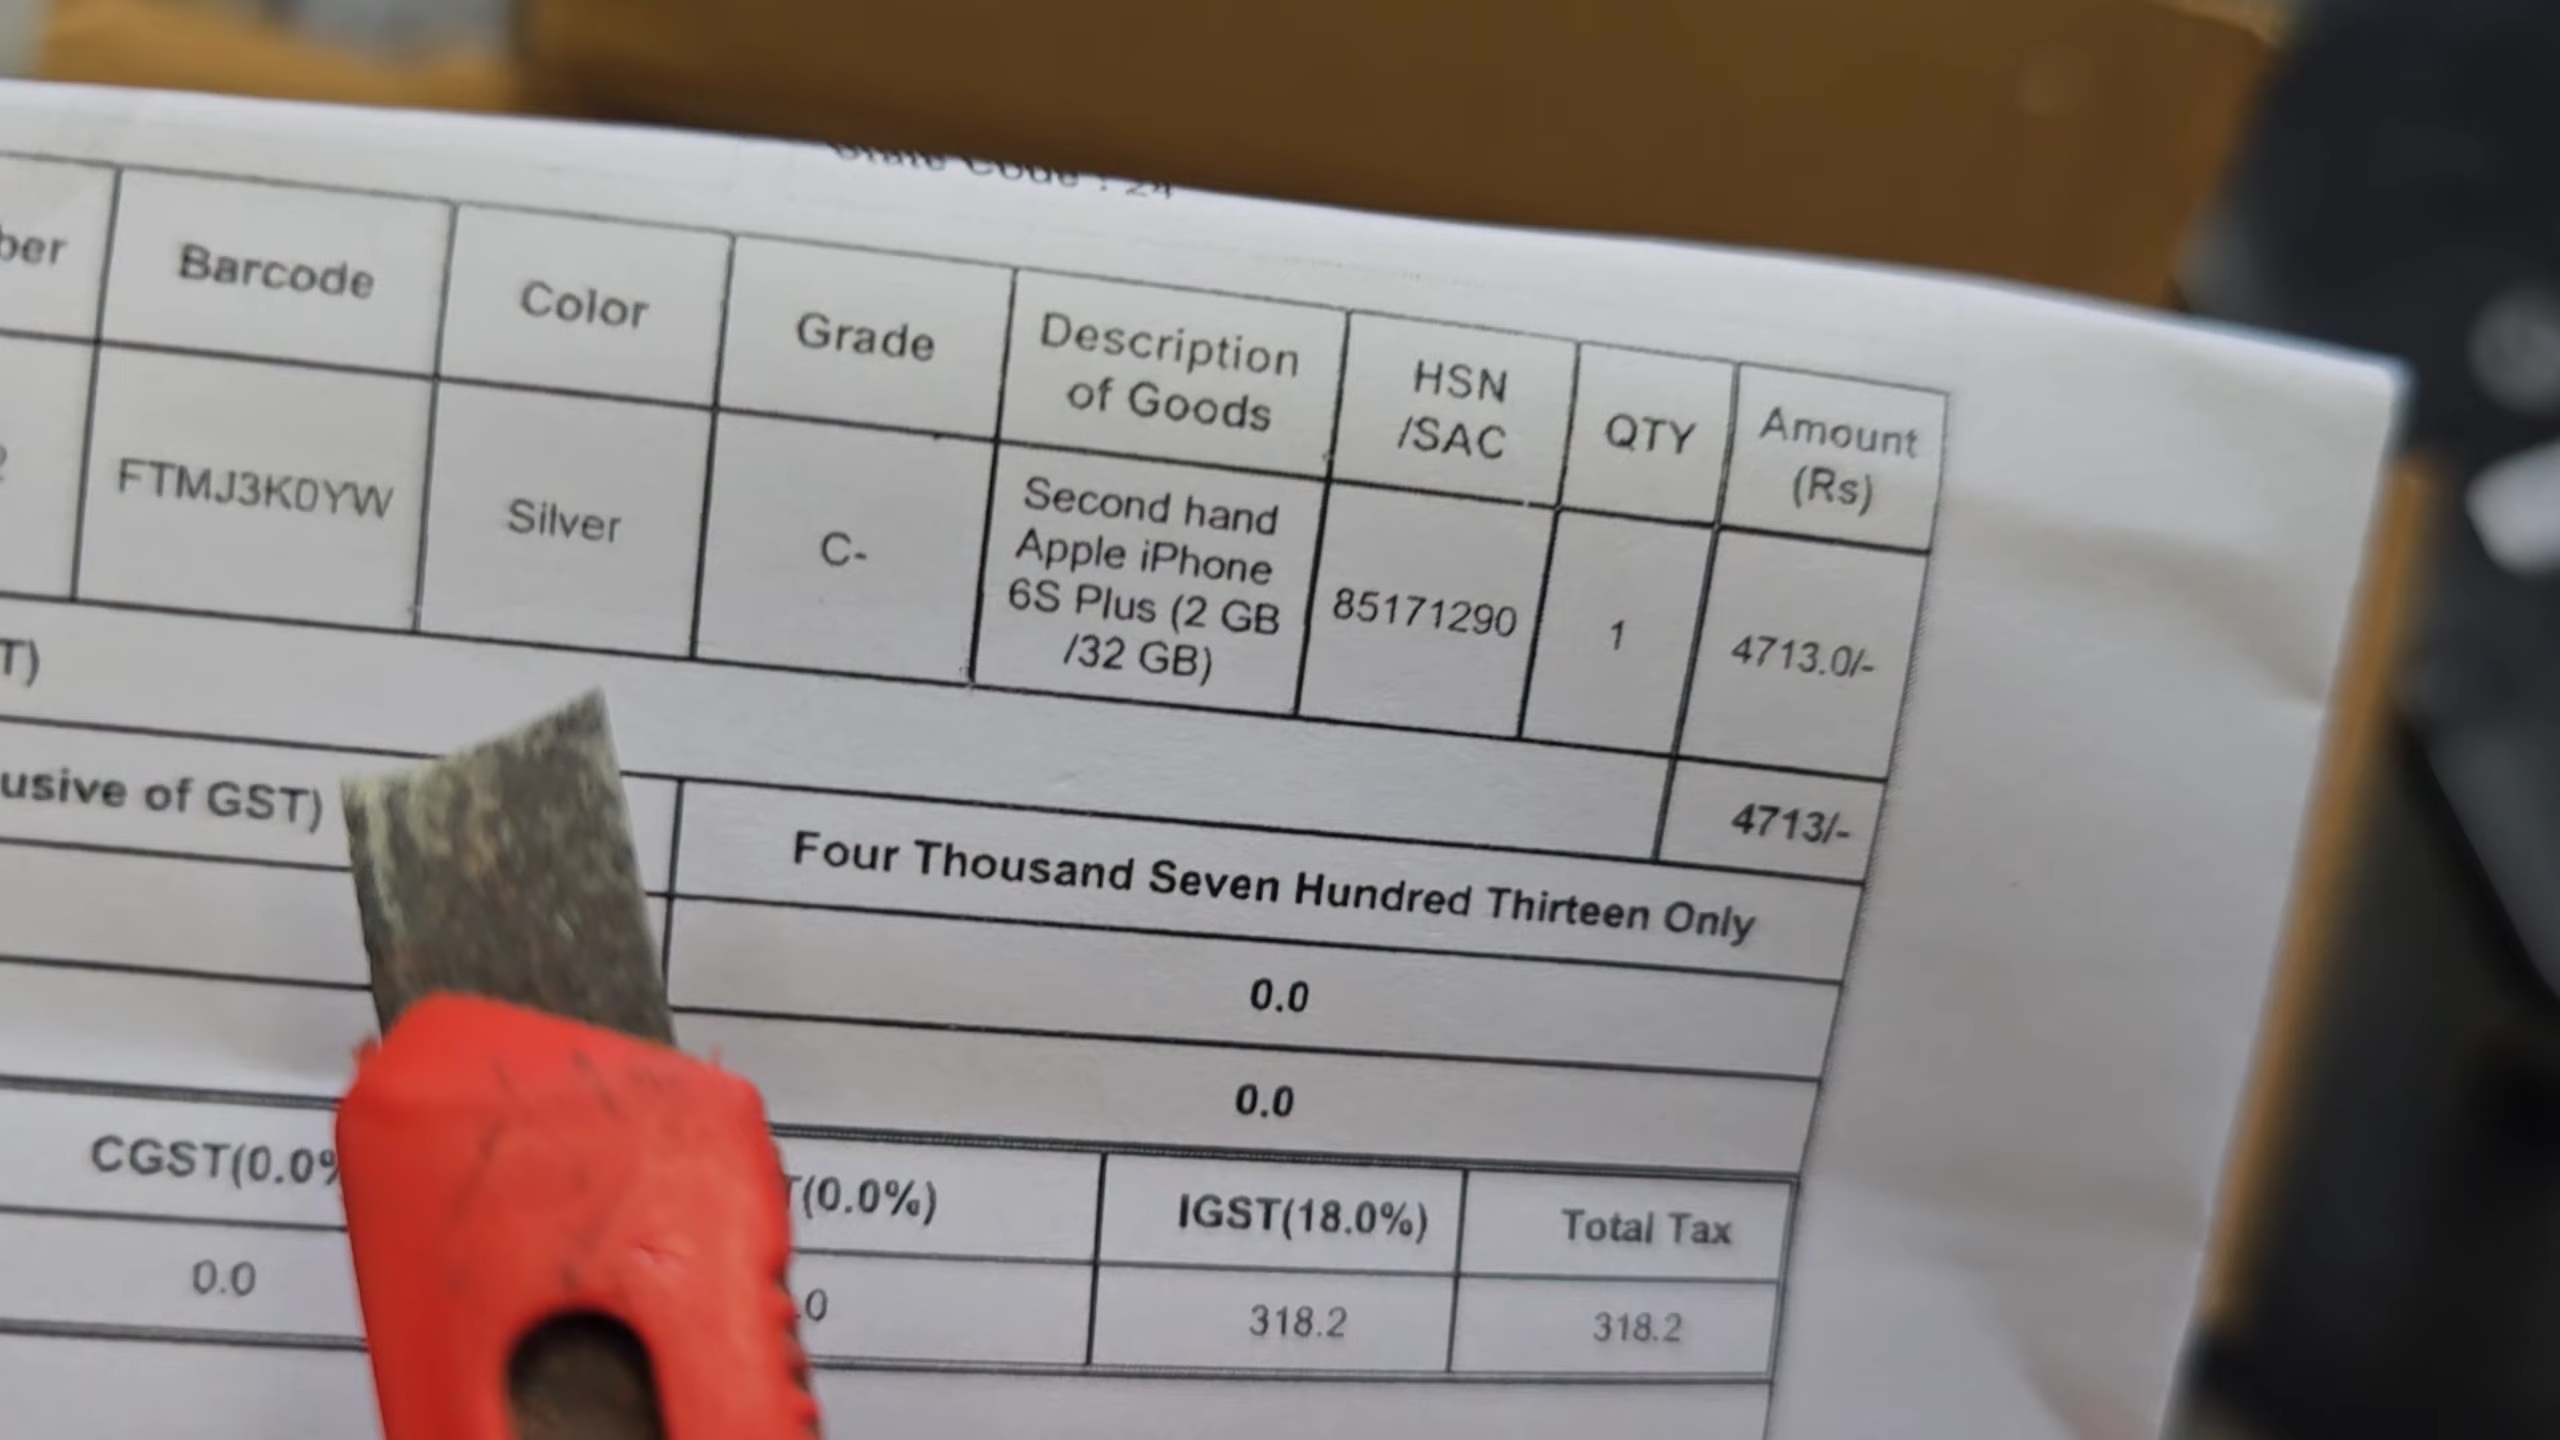 State Code : 24
Barcode
Color
Grade
Description
of Goods
HSN
/SAC
QTY
Amount
(Rs)
FTMJ3K0YW
Silver
C-
Second hand
Apple iPhone
6S Plus (2 GB
/32 GB)
85171290
1
4713.0/-
T)
4713/-
usive of GST)
Four Thousand Seven Hundred Thirteen Only
0.0
0.0
CGST(0.0%
T(0.0%)
IGST(18.0%)
Total Tax
0.0
.0
318.2
318.2